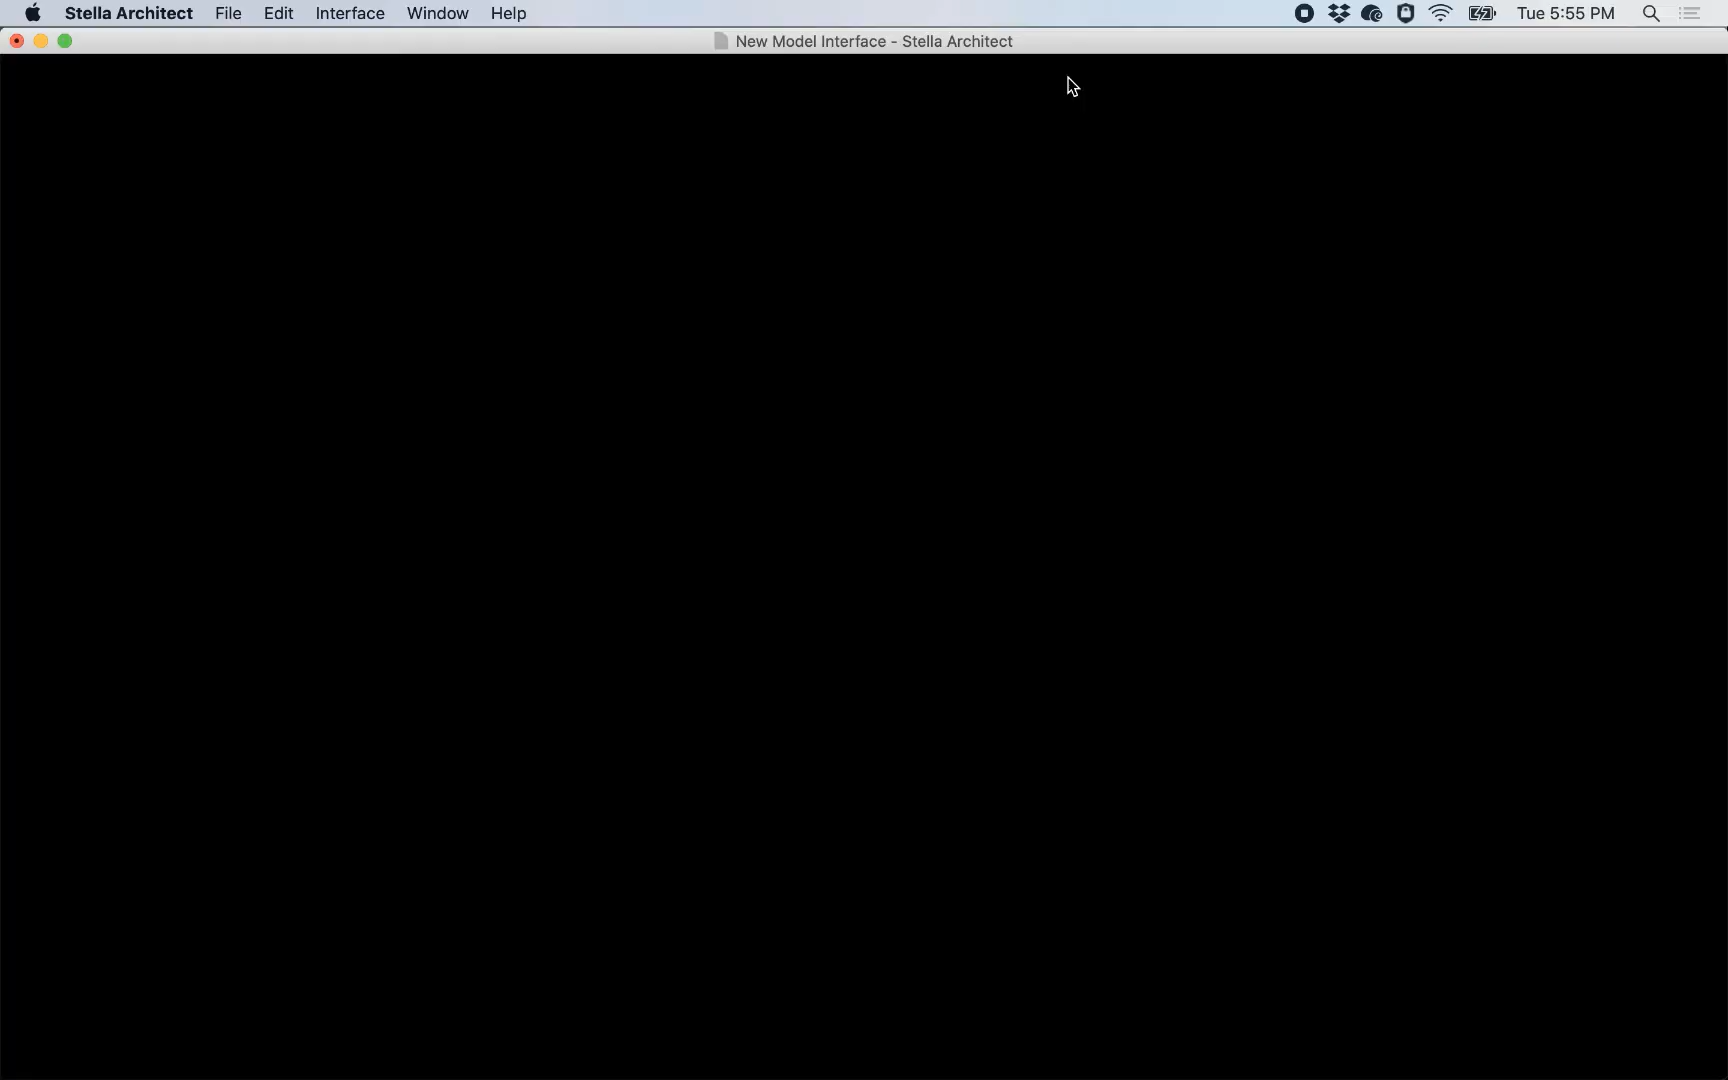 Stella Architect File Edit Interface Window Help Tue 5:55 PM
New Model Interface - Stella Architect